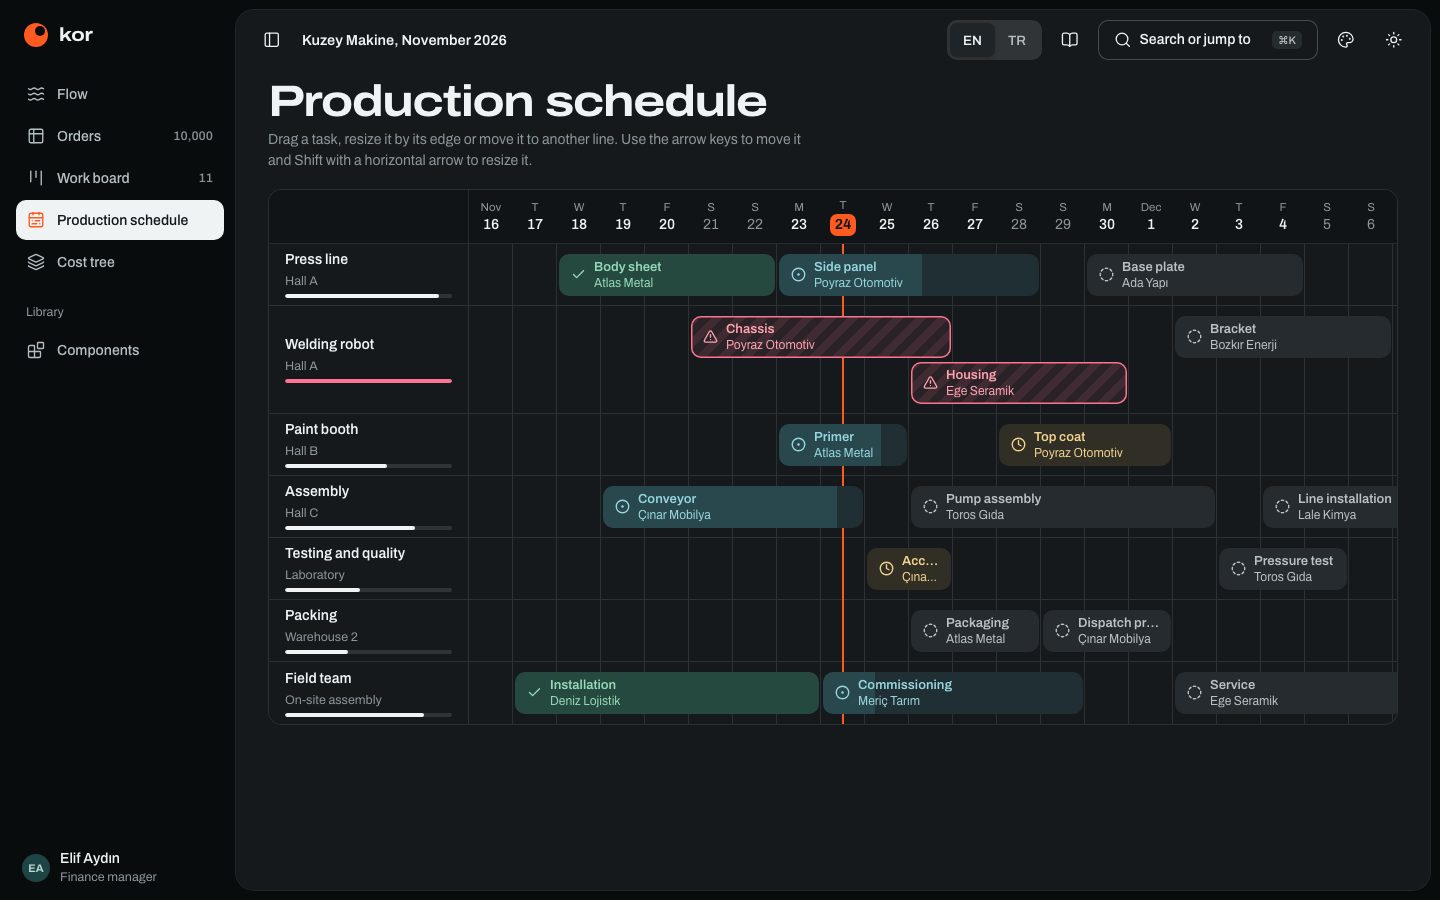 kor
Flow
Orders 10,000
Work board 11
Production schedule
Cost tree
Library
Components
Elif Aydın
EA
Finance manager
Kuzey Makine, November 2026
EN TR
Search or jump to ⌘K
Production schedule
Drag a task, resize it by its edge or move it to another line. Use the arrow keys to move it
and Shift with a horizontal arrow to resize it.
Nov T W T F S S M T W T F S S M Dec W T F S S
16 17 18 19 20 21 22 23 24 25 26 27 28 29 30 1 2 3 4 5 6
Press line
Hall A
Body sheet
Atlas Metal
Side panel
Poyraz Otomotiv
Base plate
Ada Yapı
Welding robot
Hall A
Chassis
Poyraz Otomotiv
Housing
Ege Seramik
Bracket
Bozkır Enerji
Paint booth
Hall B
Primer
Atlas Metal
Top coat
Poyraz Otomotiv
Assembly
Hall C
Conveyor
Çınar Mobilya
Pump assembly
Toros Gıda
Line installation
Lale Kimya
Testing and quality
Laboratory
Acc...
Çına...
Pressure test
Toros Gıda
Packing
Warehouse 2
Packaging
Atlas Metal
Dispatch pr...
Çınar Mobilya
Field team
On-site assembly
Installation
Deniz Lojistik
Commissioning
Meriç Tarım
Service
Ege Seramik